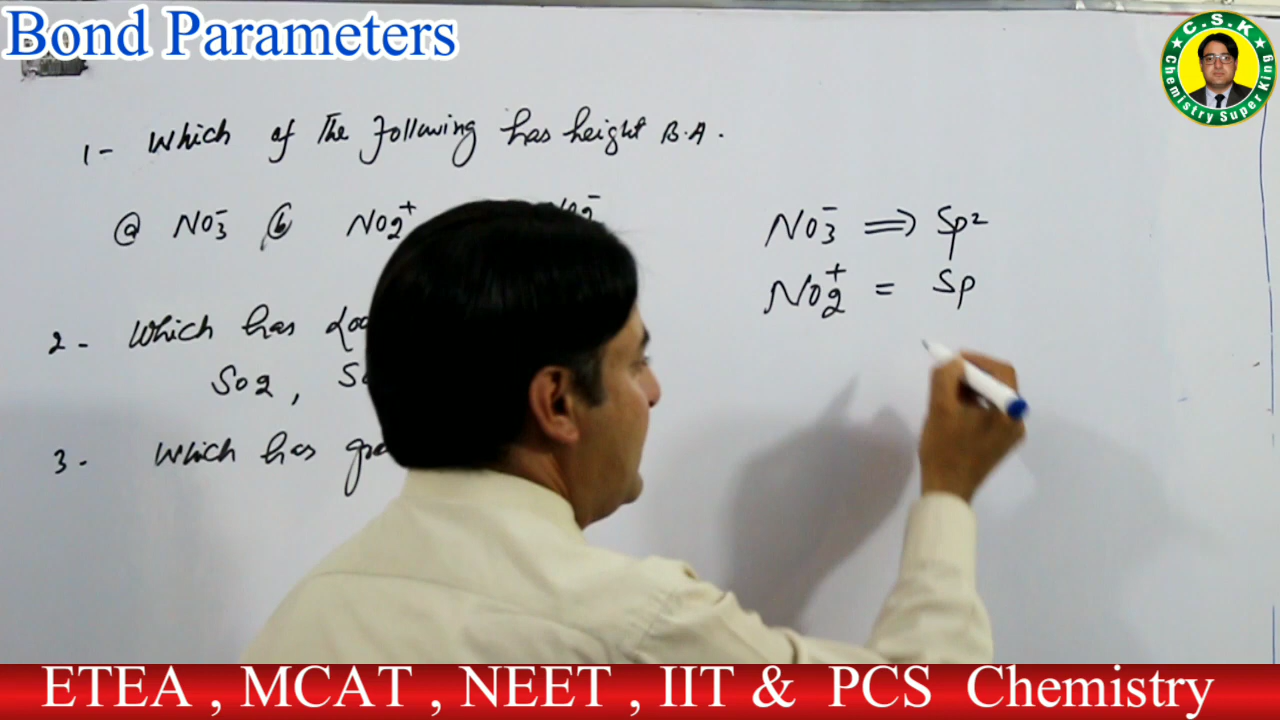 Bond Parameters
C.S.K
Chemistry Super King
1- Which of The following has height B.A.
ⓐ NO3⁻ ⓑ NO2⁺
NO3⁻ ⟹ Sp²
NO2⁺ = Sp
2- Which has
SO2,
3- Which has
ETEA , MCAT , NEET , IIT & PCS Chemistry